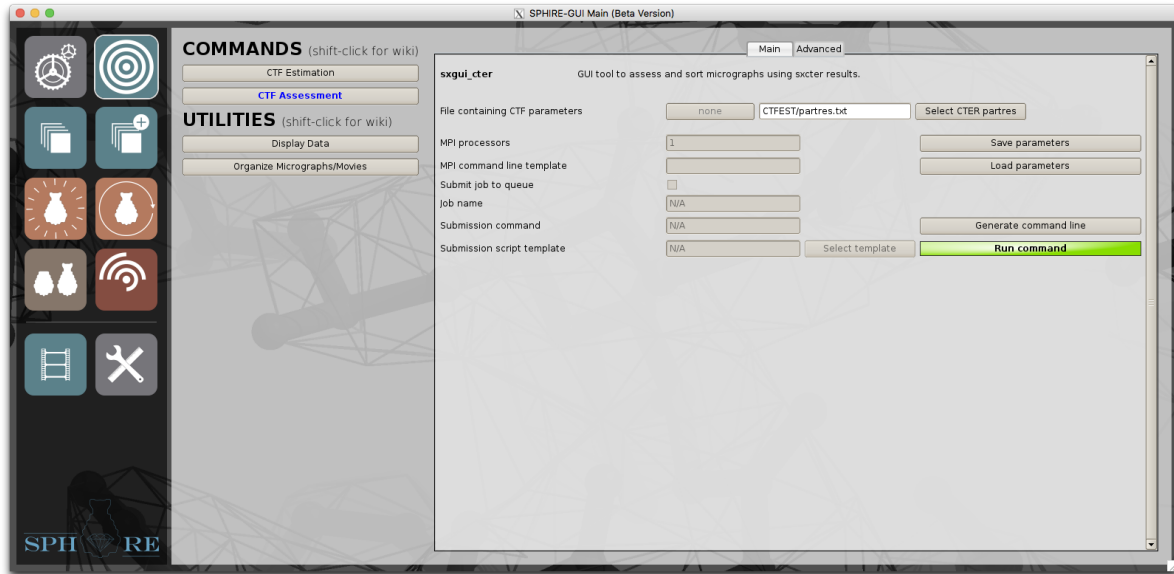 SPHIRE-GUI Main (Beta Version)
COMMANDS (shift-click for wiki)
CTF Estimation
CTF Assessment
UTILITIES (shift-click for wiki)
Display Data
Organize Micrographs/Movies
Main Advanced
sxgui_cter GUI tool to assess and sort micrographs using sxcter results.
File containing CTF parameters none CTFEST/partres.txt Select CTER partres
MPI processors 1 Save parameters
MPI command line template Load parameters
Submit job to queue
Job name N/A
Submission command N/A Generate command line
Submission script template N/A Select template Run command
SPH RE